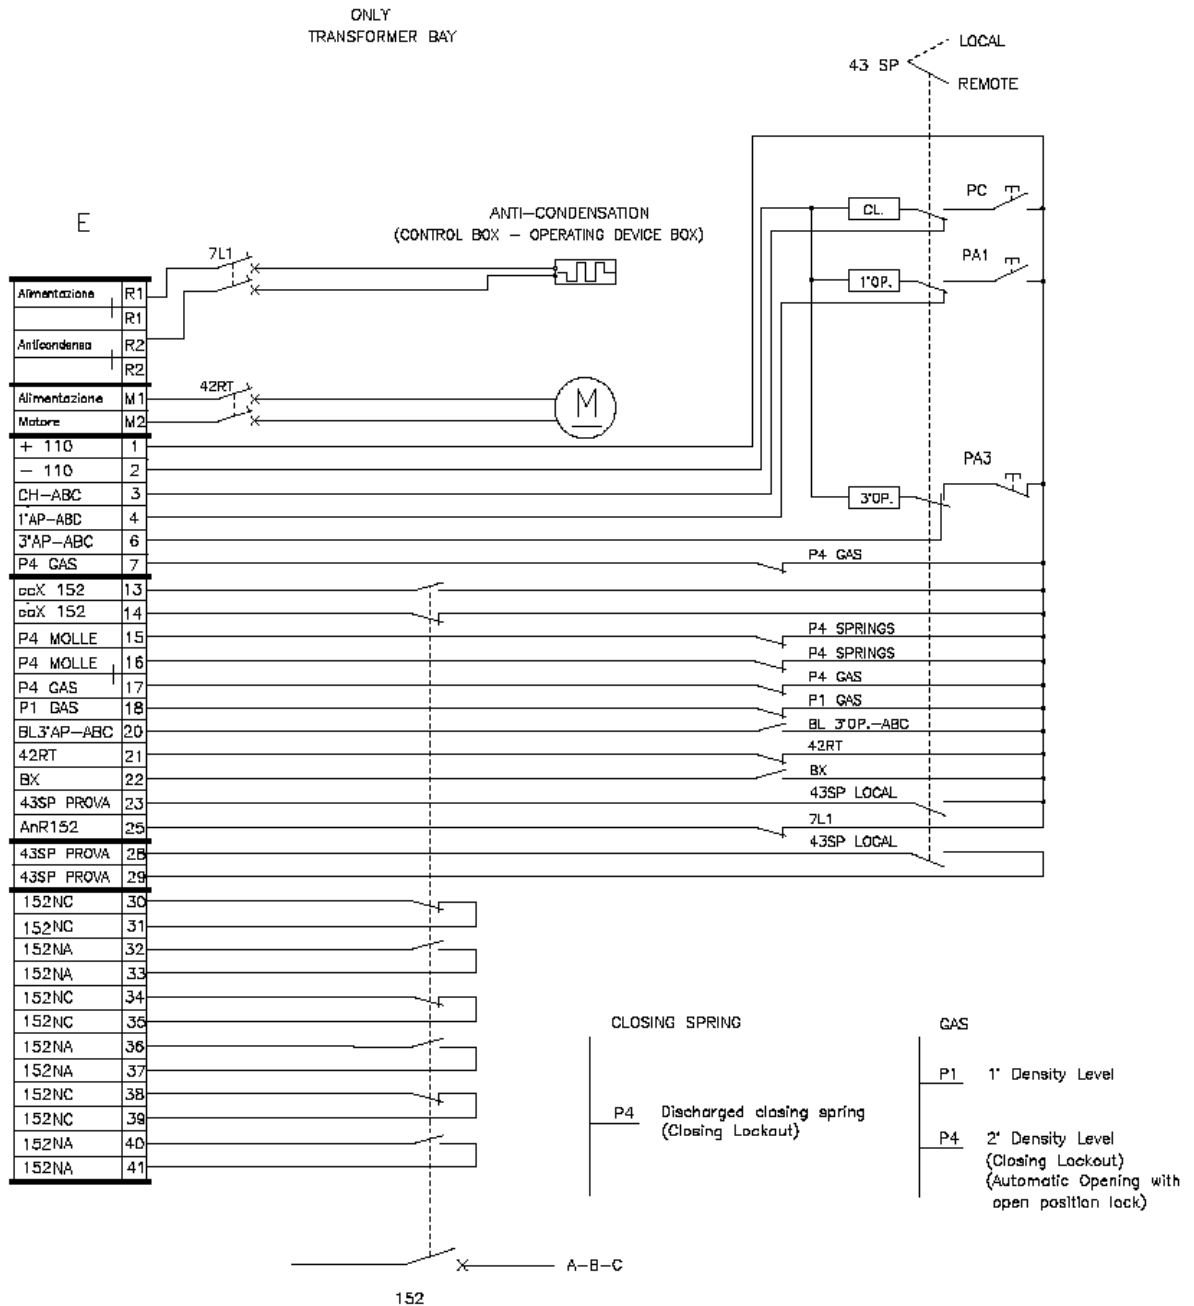 ONLY
TRANSFORMER BAY
LOCAL
43 SP
REMOTE
PC
CL.
E
ANTI-CONDENSATION
(CONTROL BOX - OPERATING DEVICE BOX)
7L1
PA1
1°OP.
Alimentazione R1
R1
Anticondensa R2
R2
42RT
M
Alimentazione M1
Motore M2
+ 110 1
- 110 2
PA3
CH-ABC 3
3°OP.
1°AP-ABC 4
3°AP-ABC 6
P4 GAS 7 P4 GAS
ccX 152 13
caX 152 14
P4 MOLLE 15 P4 SPRINGS
P4 MOLLE 16 P4 SPRINGS
P4 GAS 17 P4 GAS
P1 GAS 18 P1 GAS
BL3°AP-ABC 20 BL 3°OP.-ABC
42RT 21 42RT
BX 22 BX
43SP PROVA 23 43SP LOCAL
AnR152 25 7L1
43SP PROVA 28 43SP LOCAL
43SP PROVA 29
152NC 30
152NC 31
152NA 32
152NA 33
152NC 34
152NC 35
152NA 36
152NA 37
152NC 38
152NC 39
152NA 40
152NA 41
CLOSING SPRING
P4 Discharged closing spring
(Closing Lockout)
GAS
P1 1° Density Level
P4 2° Density Level
(Closing Lockout)
(Automatic Opening with
open position lock)
A-B-C
152